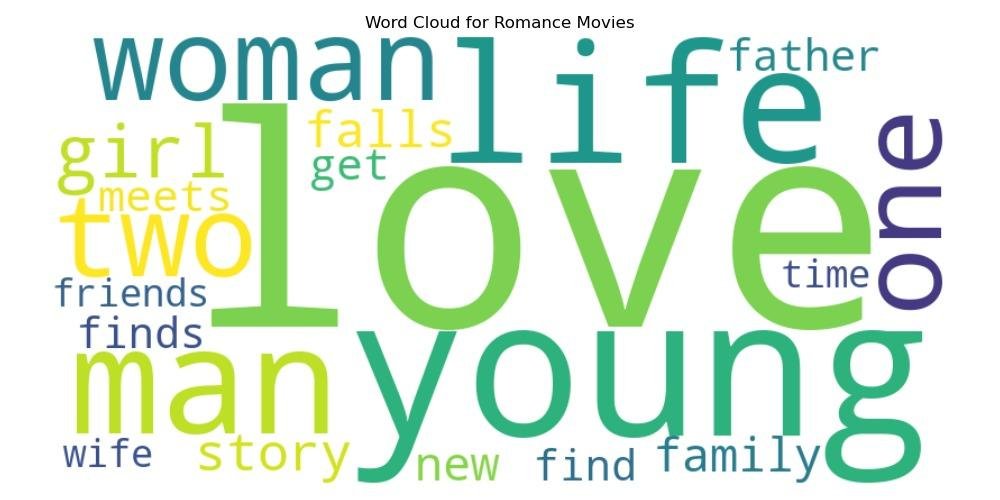 Word Cloud for Romance Movies
woman
life
father
girl
falls
get
meets
love
one
two
time
friends
finds
man
young
wife
story
new
find
family